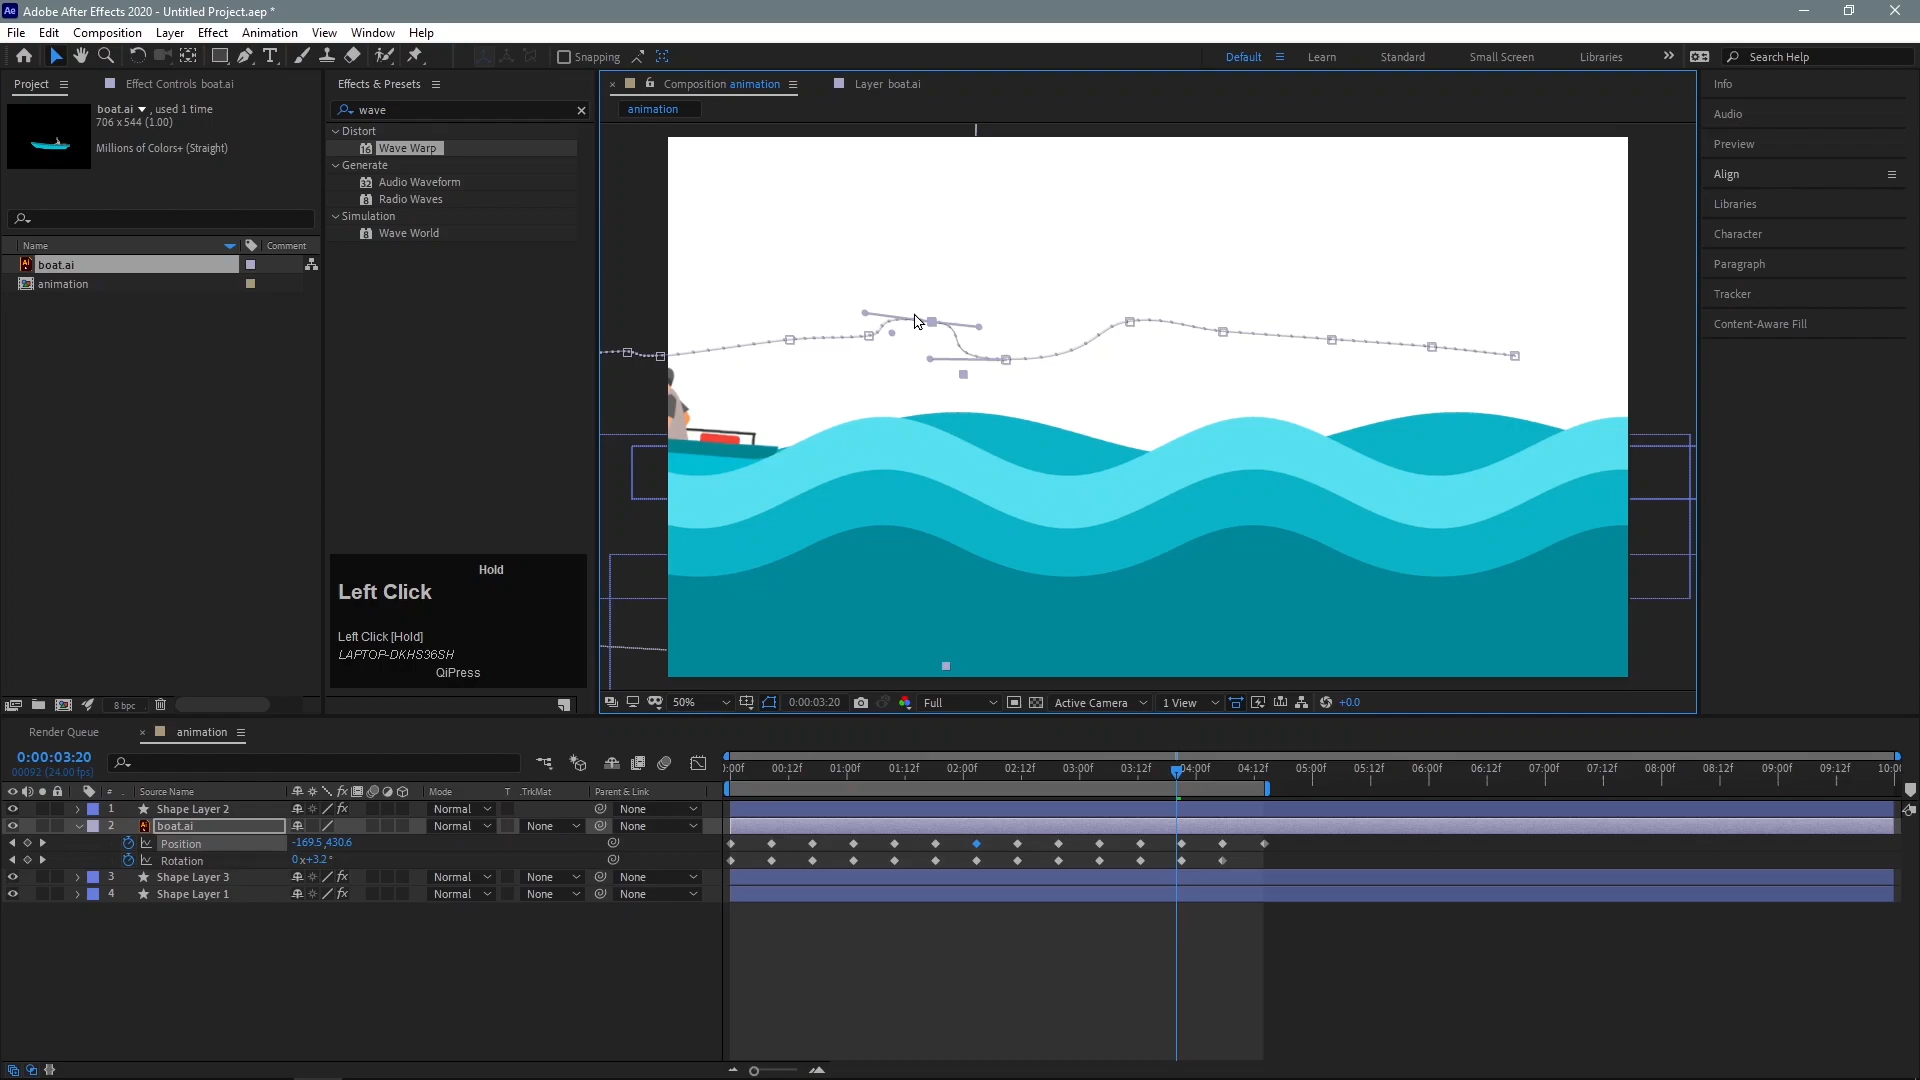 Ae Adobe After Effects 2020 - Untitled Project.aep *
File Edit Composition Layer Effect Animation View Window Help
Snapping Default Learn Standard Small Screen Libraries Search Help
Project Effect Controls boat.ai
boat.ai , used 1 time
706 x 544 (1.00)
Millions of Colors+ (Straight)
Name Comment
boat.ai
animation
8 bpc
Effects & Presets
wave
Distort
Wave Warp
Generate
Audio Waveform
Radio Waves
Simulation
Wave World
Hold
Left Click
Left Click [Hold]
LAPTOP-DKHS36SH
QiPress
Composition animation Layer boat.ai
animation
50% 0:00:03:20 Full Active Camera 1 View +0.0
Info
Audio
Preview
Align
Libraries
Character
Paragraph
Tracker
Content-Aware Fill
Render Queue animation
0:00:03:20
00092 (24.00 fps)
# Source Name Mode T .TrkMat Parent & Link
1 Shape Layer 2 Normal None
2 boat.ai Normal None None
Position -169.5,430.6
Rotation 0x+3.2°
3 Shape Layer 3 Normal None None
4 Shape Layer 1 Normal None None
):00f 00:12f 01:00f 01:12f 02:00f 02:12f 03:00f 03:12f 04:00f 04:12f 05:00f 05:12f 06:00f 06:12f 07:00f 07:12f 08:00f 08:12f 09:00f 09:12f 10:0(